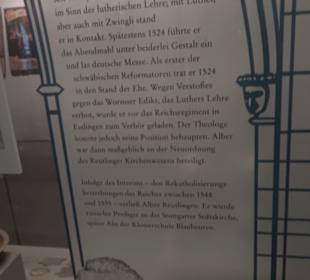 im Sinn der lutherischen Lehre; mit Luther,
aber auch mit Zwingli stand
er in Kontakt. Spätestens 1524 führte er
das Abendmahl unter beiderlei Gestalt ein
und las deutsche Messe. Als erster der
schwäbischen Reformatoren trat er 1524
in den Stand der Ehe. Wegen Verstoßes
gegen das Wormser Edikt, das Luthers Lehre
verbot, wurde er vor das Reichsregiment in
Esslingen zum Verhör geladen. Der Theologe
konnte jedoch seine Position behaupten. Alber
war dann maßgeblich an der Neuordnung
des Reutlinger Kirchenwesens beteiligt.
Infolge des Interims – den Rekatholisierungs-
bestrebungen des Reiches zwischen 1548
und 1555 – verließ Alber Reutlingen. Er wurde
zunächst Prediger an der Stuttgarter Stiftskirche,
später Abt der Klosterschule Blaubeuren.